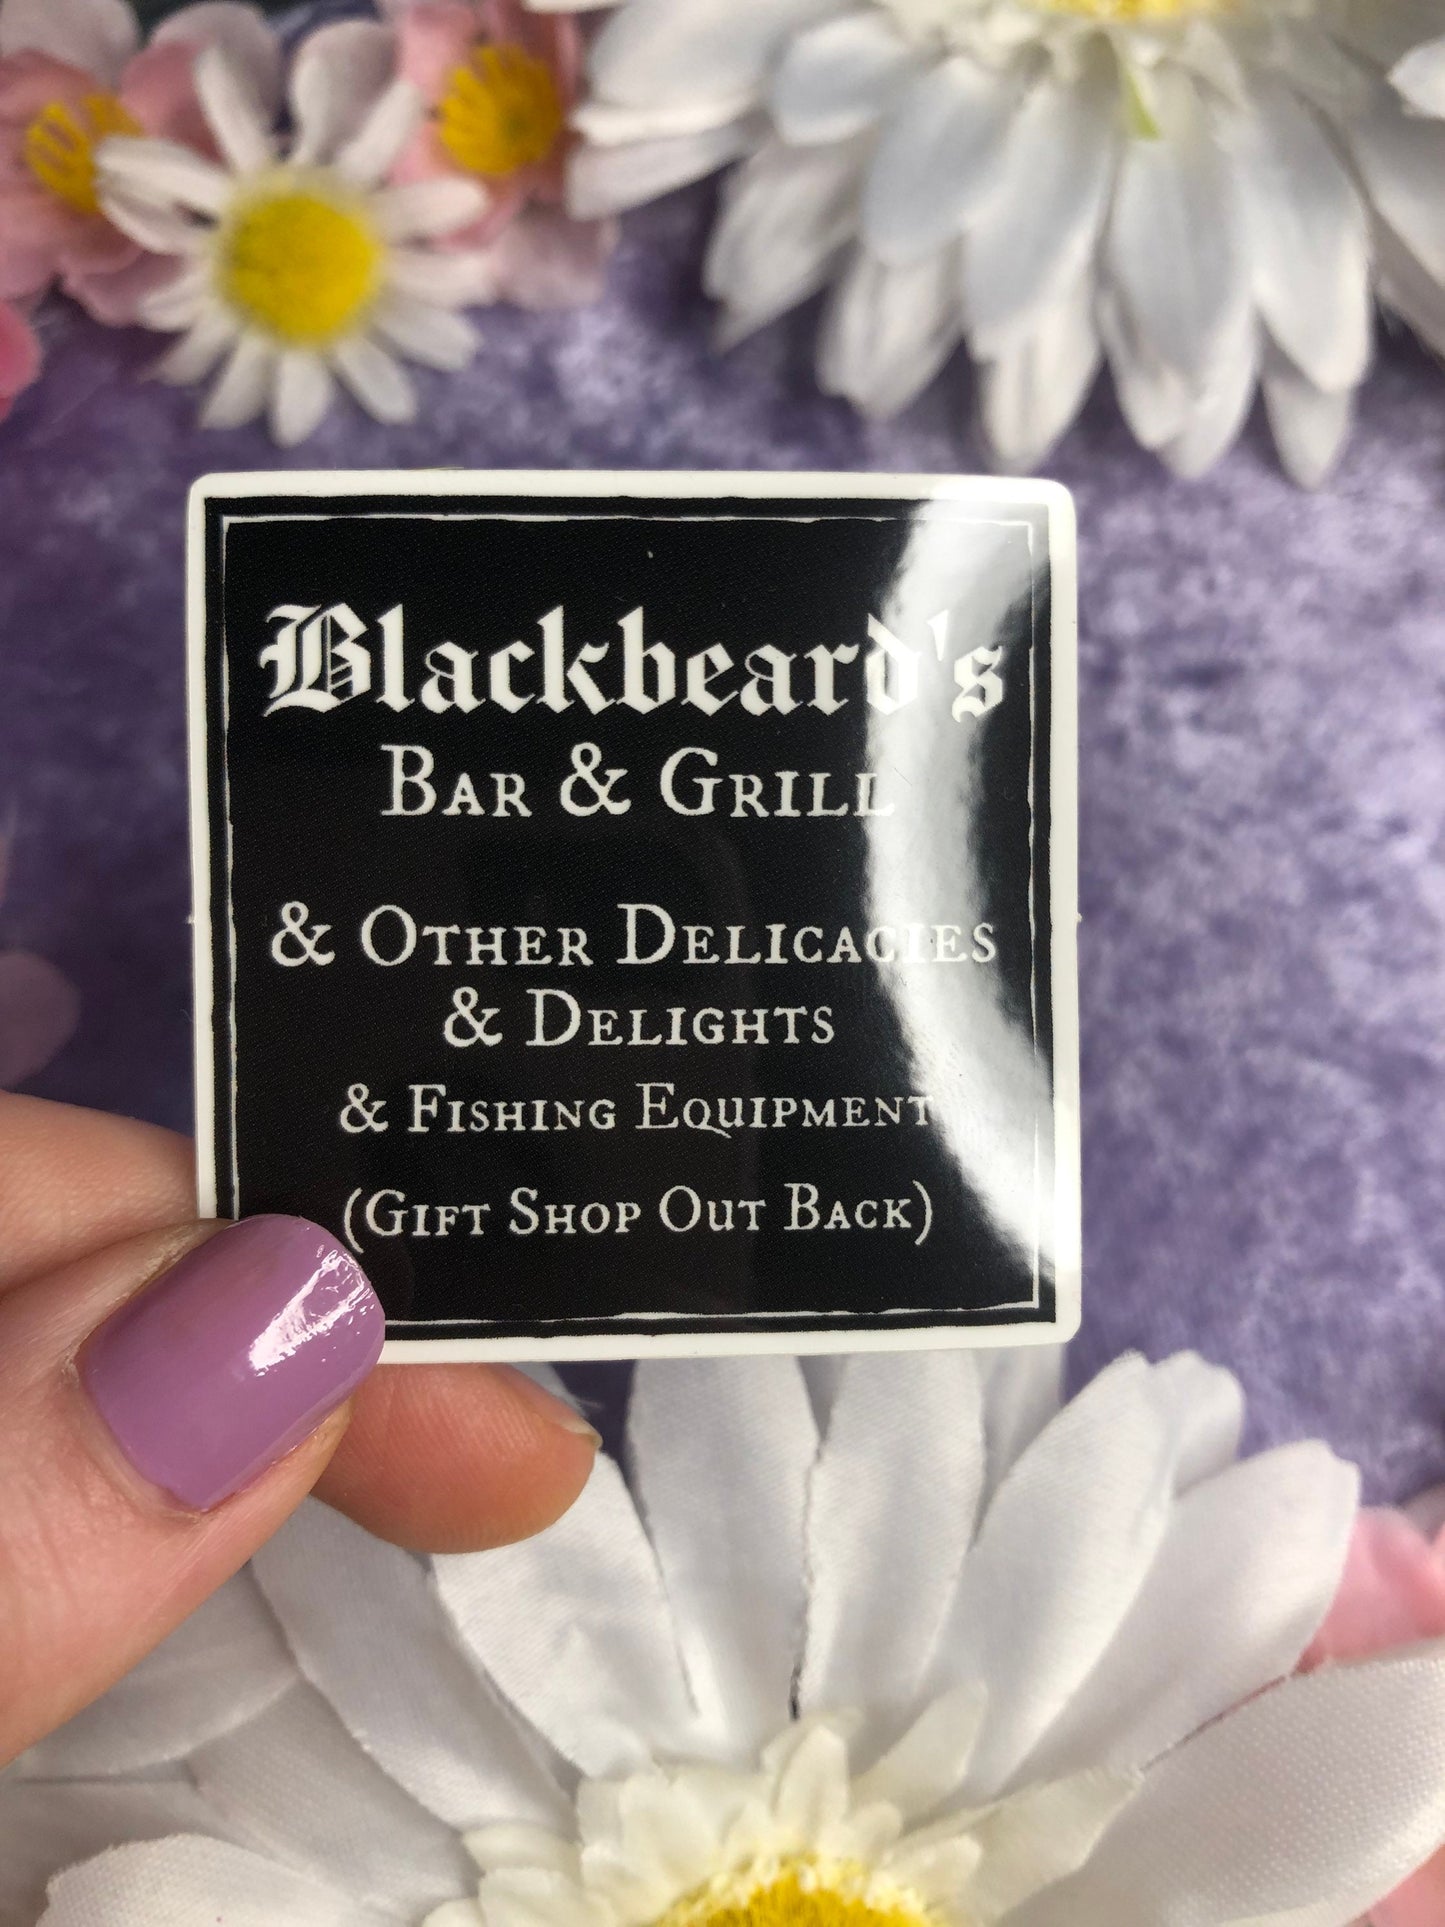 Blackbeard's
Bar & Grill
& Other Delicacies
& Delights
& Fishing Equipment
(Gift Shop Out Back)